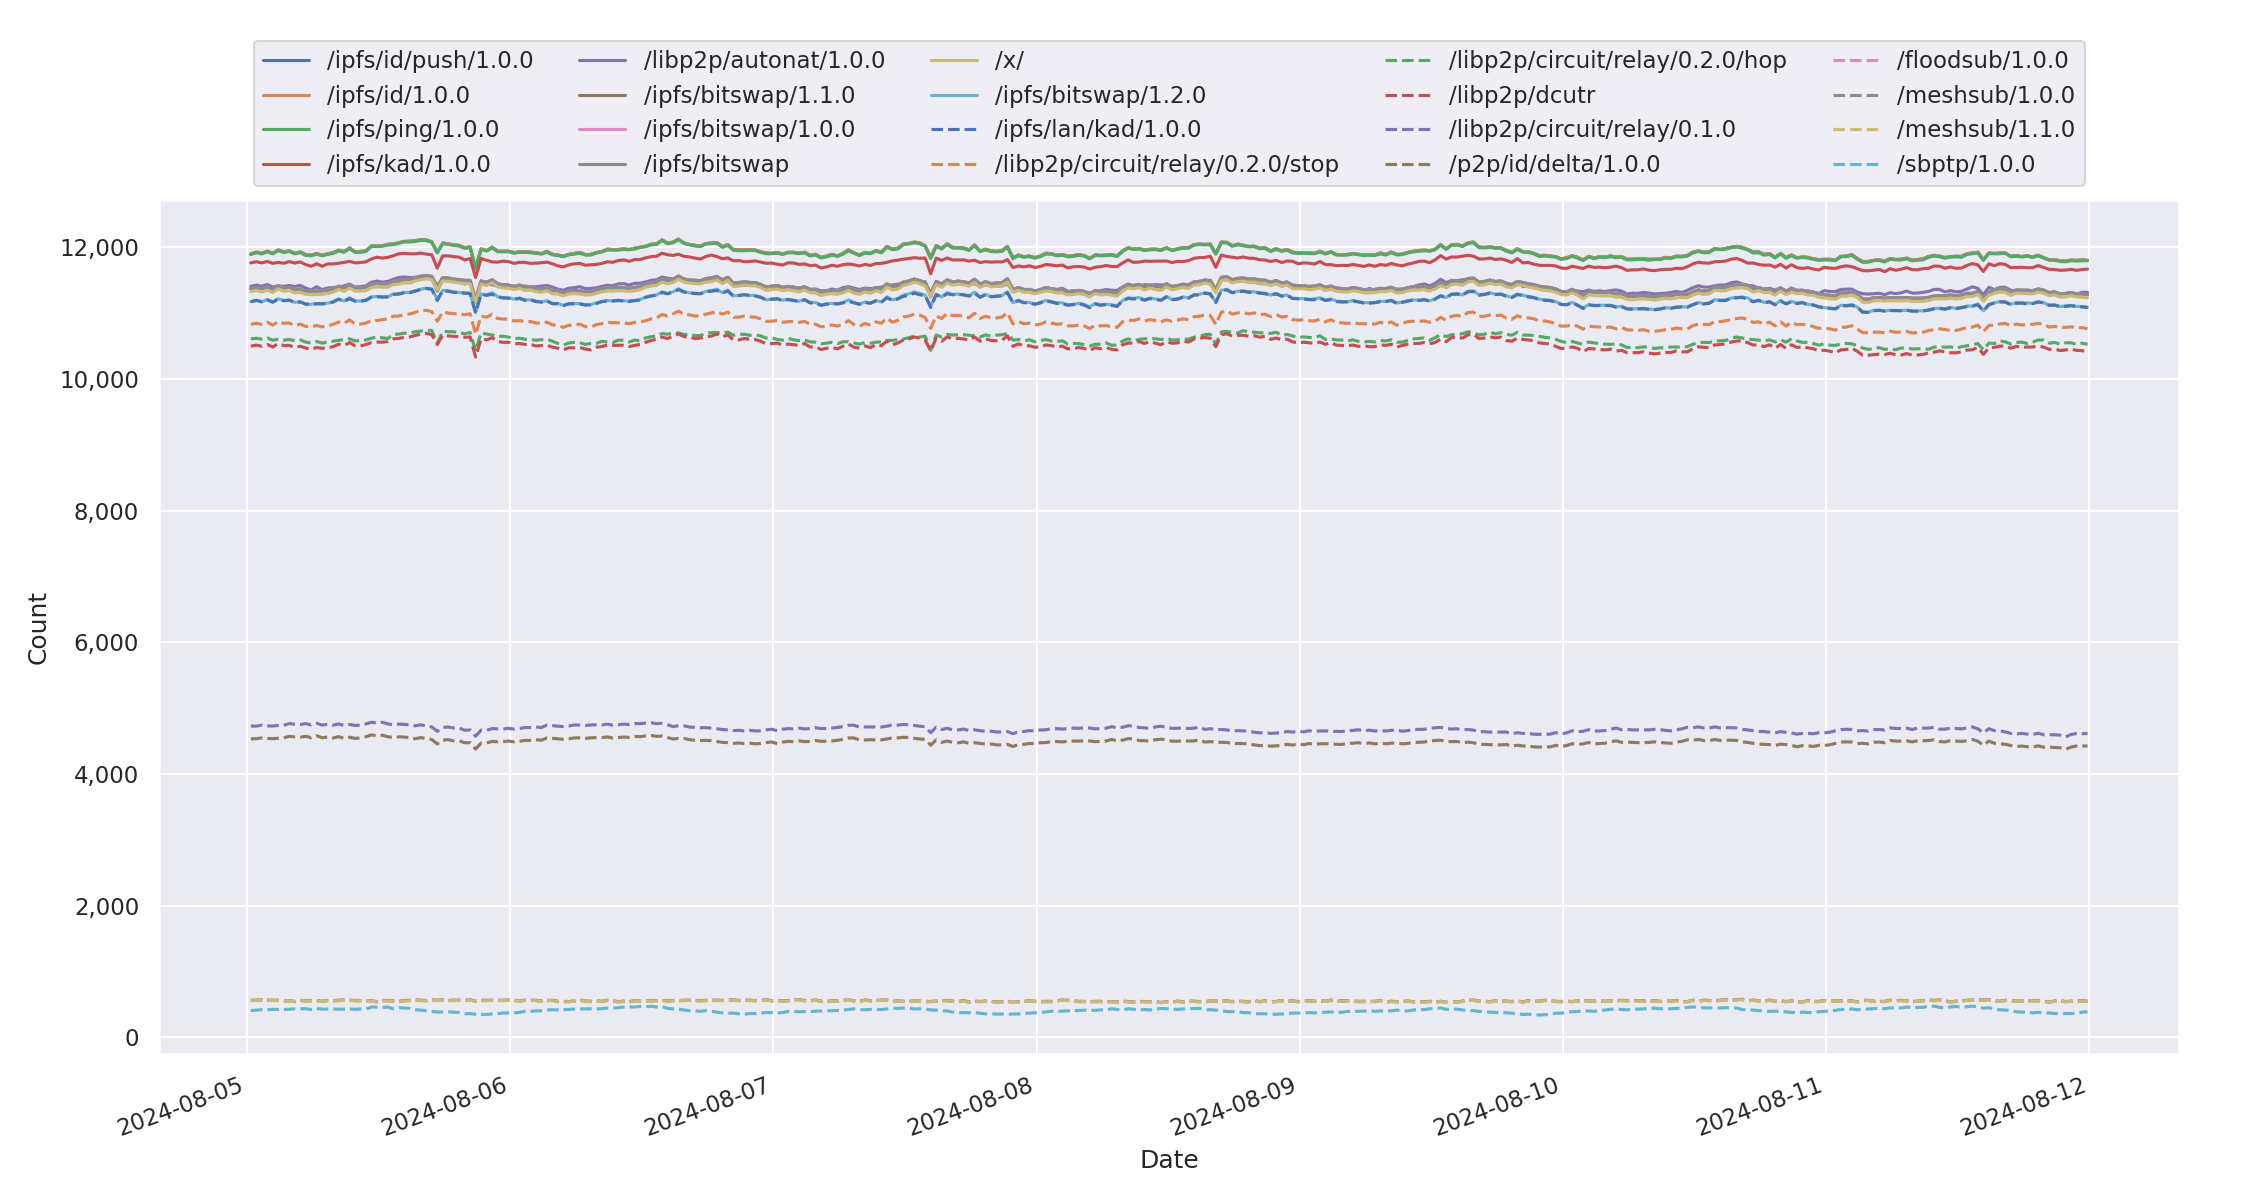 /ipfs/id/push/1.0.0
/ipfs/id/1.0.0
/ipfs/ping/1.0.0
/ipfs/kad/1.0.0
/libp2p/autonat/1.0.0
/ipfs/bitswap/1.1.0
/ipfs/bitswap/1.0.0
/ipfs/bitswap
/x/
/ipfs/bitswap/1.2.0
/ipfs/lan/kad/1.0.0
/libp2p/circuit/relay/0.2.0/stop
/libp2p/circuit/relay/0.2.0/hop
/libp2p/dcutr
/libp2p/circuit/relay/0.1.0
/p2p/id/delta/1.0.0
/floodsub/1.0.0
/meshsub/1.0.0
/meshsub/1.1.0
/sbptp/1.0.0
12,000
10,000
8,000
6,000
4,000
2,000
0
Count
2024-08-05
2024-08-06
2024-08-07
2024-08-08
2024-08-09
2024-08-10
2024-08-11
2024-08-12
Date